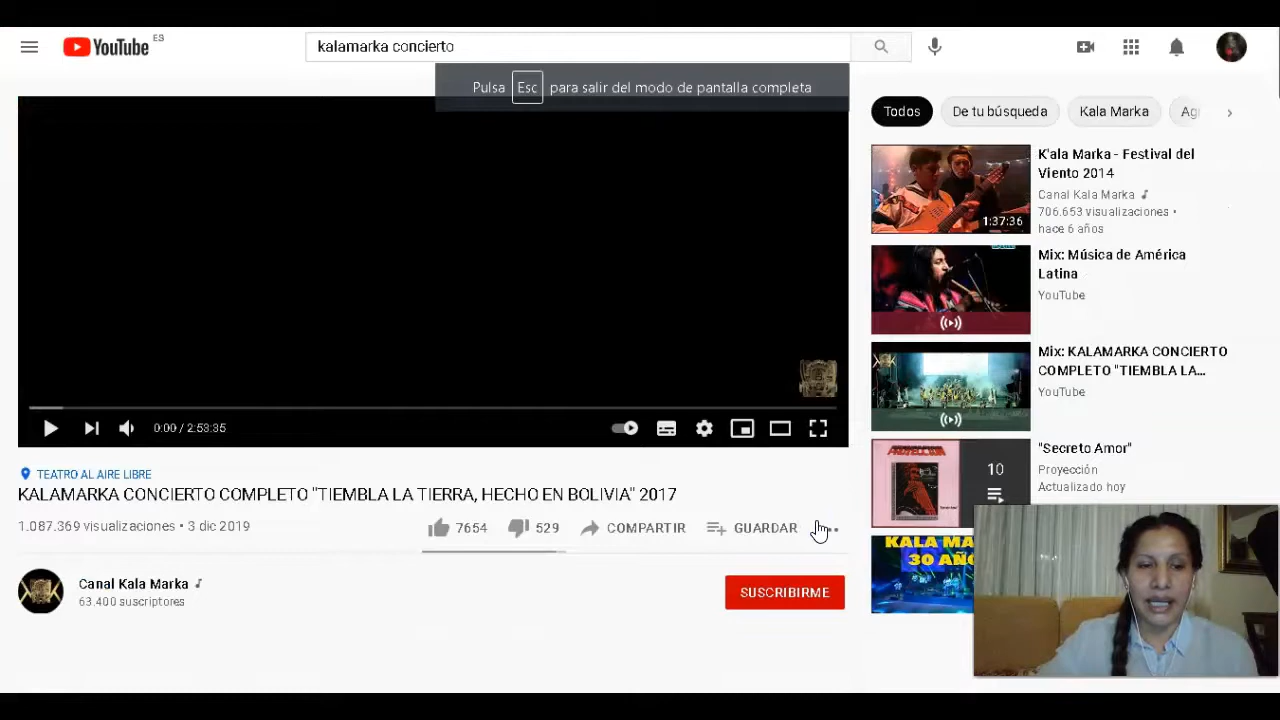 YouTube ES
kalamarka concierto
Pulsa Esc para salir del modo de pantalla completa
Todos
De tu búsqueda
Kala Marka
K'ala Marka - Festival del
Viento 2014
Canal Kala Marka
706.653 visualizaciones •
hace 6 años
1:37:36
Mix: Música de América
Latina
YouTube
Mix: KALAMARKA CONCIERTO
COMPLETO "TIEMBLA LA...
YouTube
"Secreto Amor"
Proyección
Actualizado hoy
10
KALA MA
30 AÑO
0:00 / 2:53:35
TEATRO AL AIRE LIBRE
KALAMARKA CONCIERTO COMPLETO "TIEMBLA LA TIERRA, HECHO EN BOLIVIA" 2017
1.087.369 visualizaciones • 3 dic 2019
7654
529
COMPARTIR
GUARDAR
Canal Kala Marka
63.400 suscriptores
SUSCRIBIRME